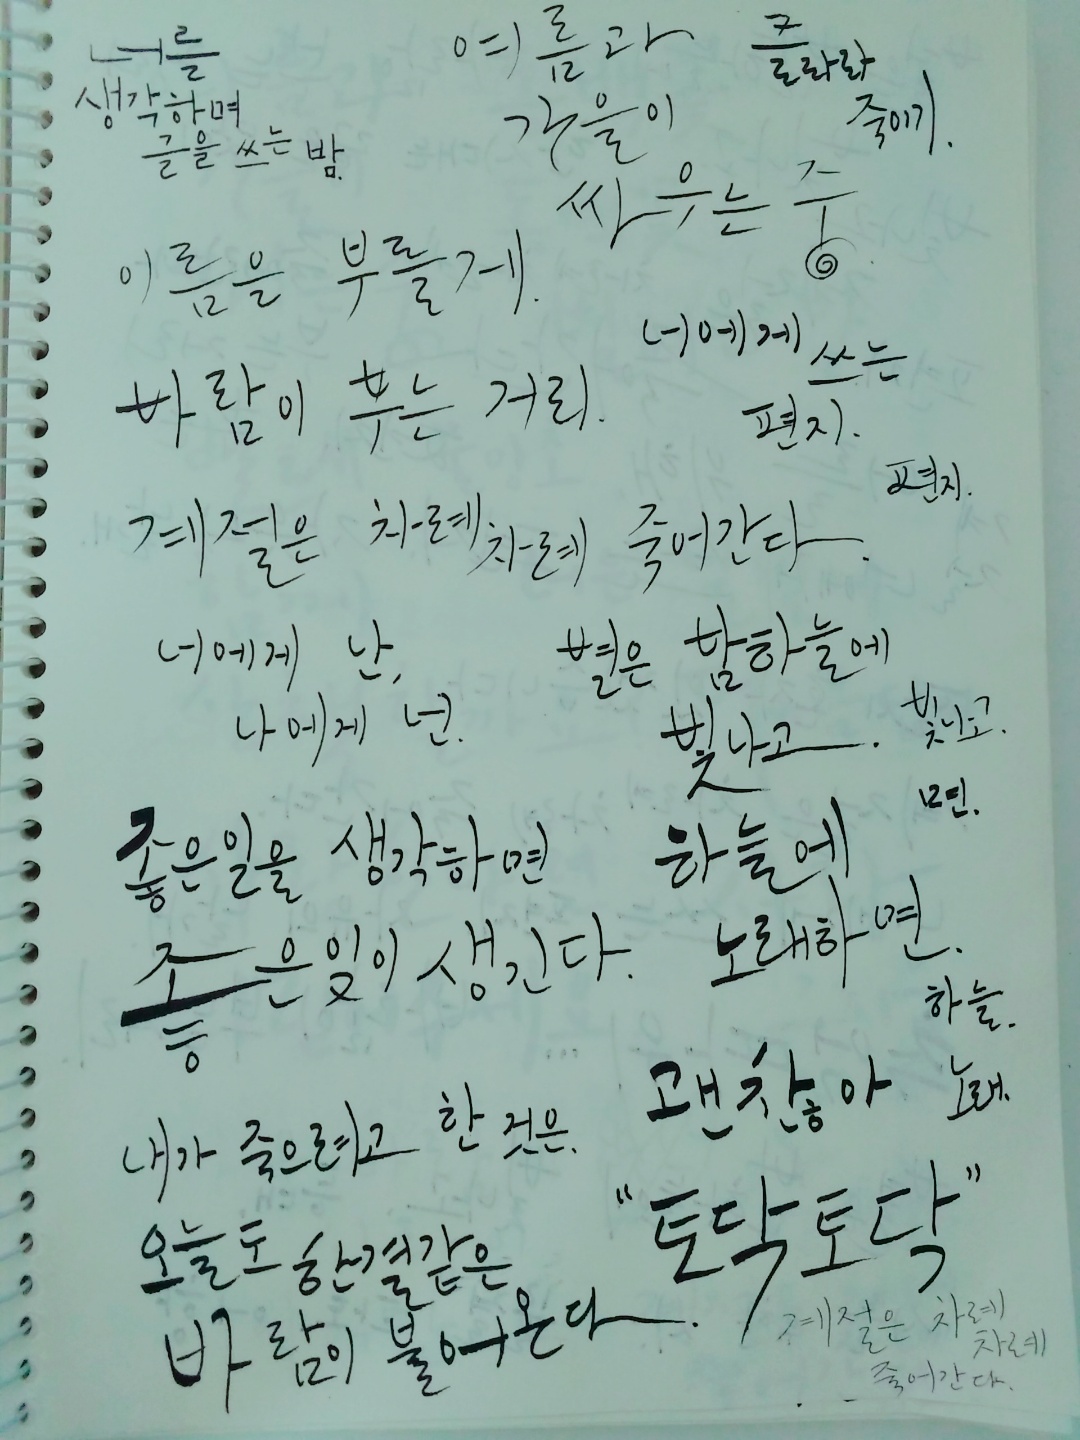 너를
생각하며
글을 쓰는 밤.
여름과
가을이
싸우는 중
골라라
죽이기.
이름을 부를게.
너에게 쓰는
편지.
편지.
바람이 부는 거리.
계절은 차례차례 죽어간다.
너에게 난,
나에게 넌.
별은 밤하늘에
빛나고.
빛나고.
면.
좋은일을 생각하면
좋은일이 생긴다.
하늘에
노래하면.
하늘.
노래.
괜찮아
내가 죽으려고 한 것은.
"토닥토닥"
오늘도 한결같은
바람이 불어온다.
계절은 차례
차례
죽어간다.